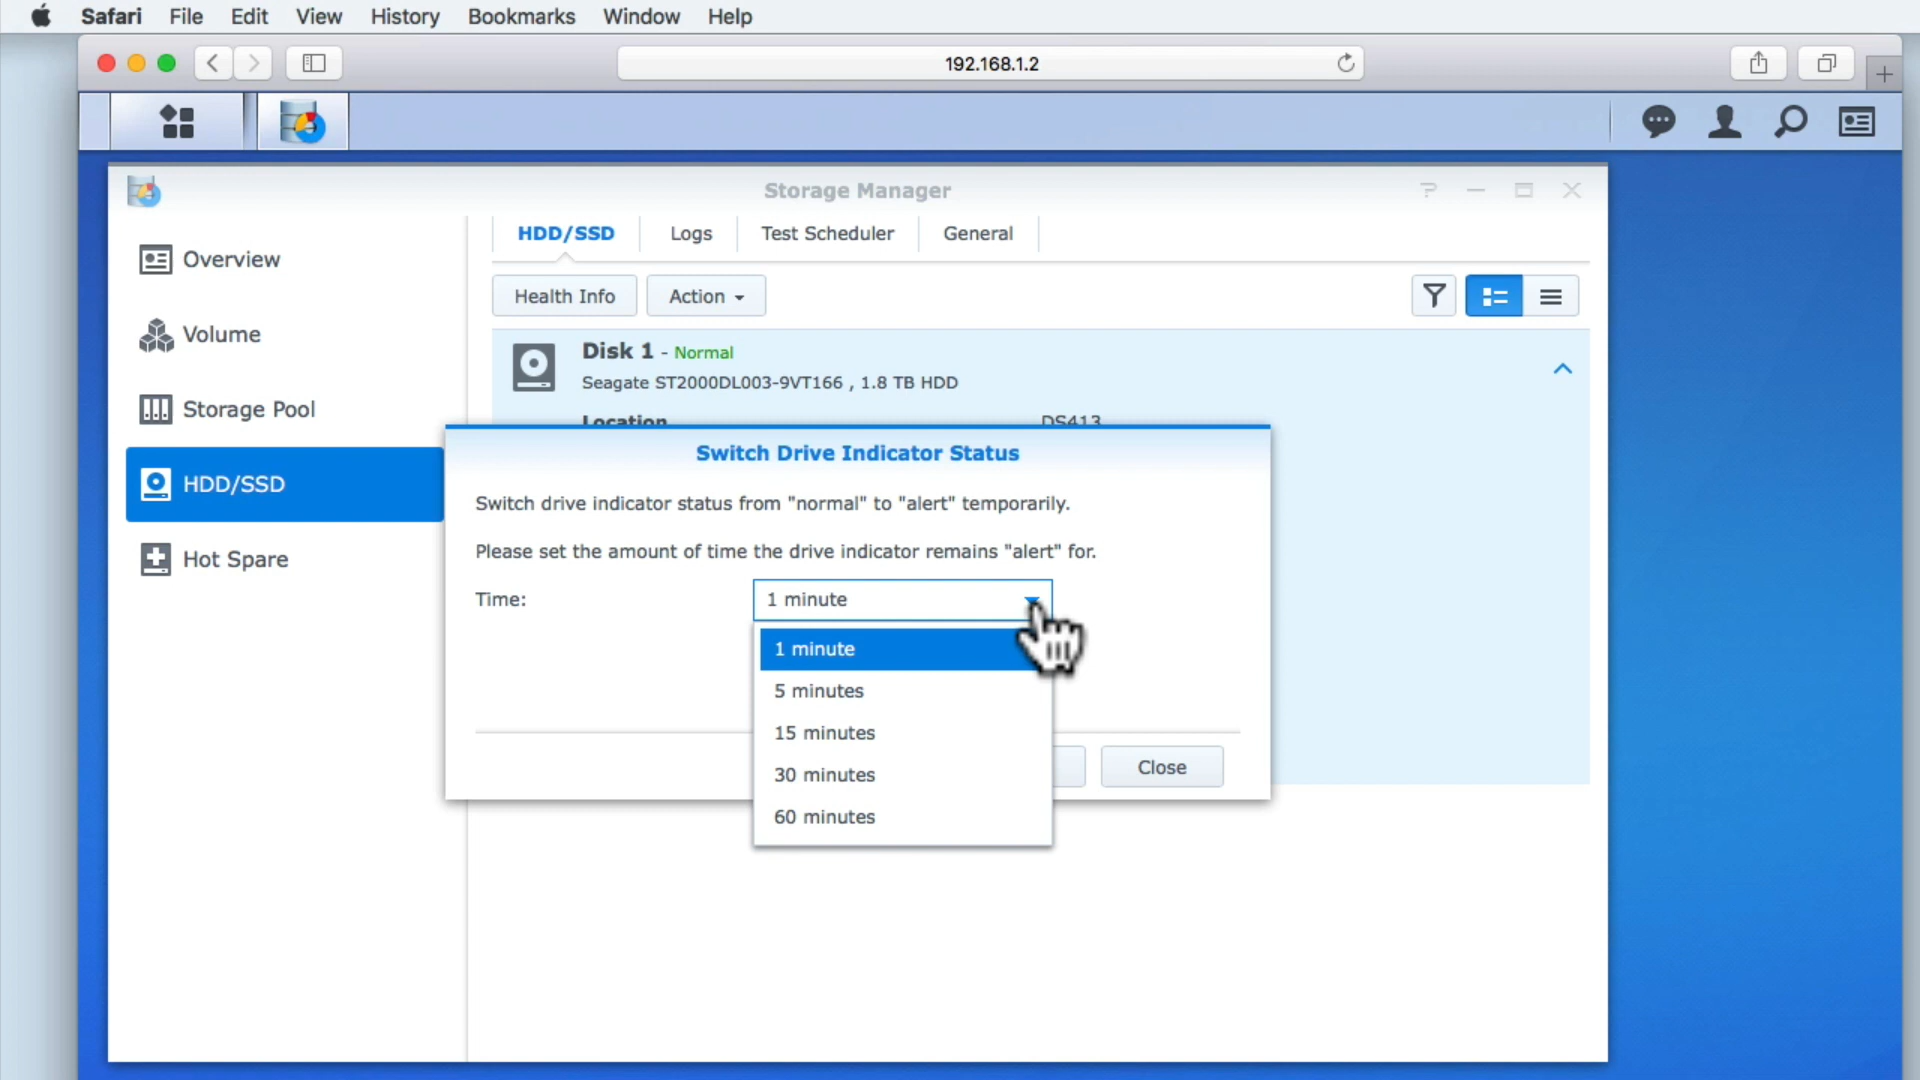 Safari File Edit View History Bookmarks Window Help
192.168.1.2
Storage Manager
Overview
Volume
Storage Pool
HDD/SSD
Hot Spare
HDD/SSD Logs Test Scheduler General
Health Info Action
Disk 1 - Normal
Seagate ST2000DL003-9VT166 , 1.8 TB HDD
Location DS413
Switch Drive Indicator Status
Switch drive indicator status from "normal" to "alert" temporarily.
Please set the amount of time the drive indicator remains "alert" for.
Time: 1 minute
1 minute
5 minutes
15 minutes
30 minutes
60 minutes
Close